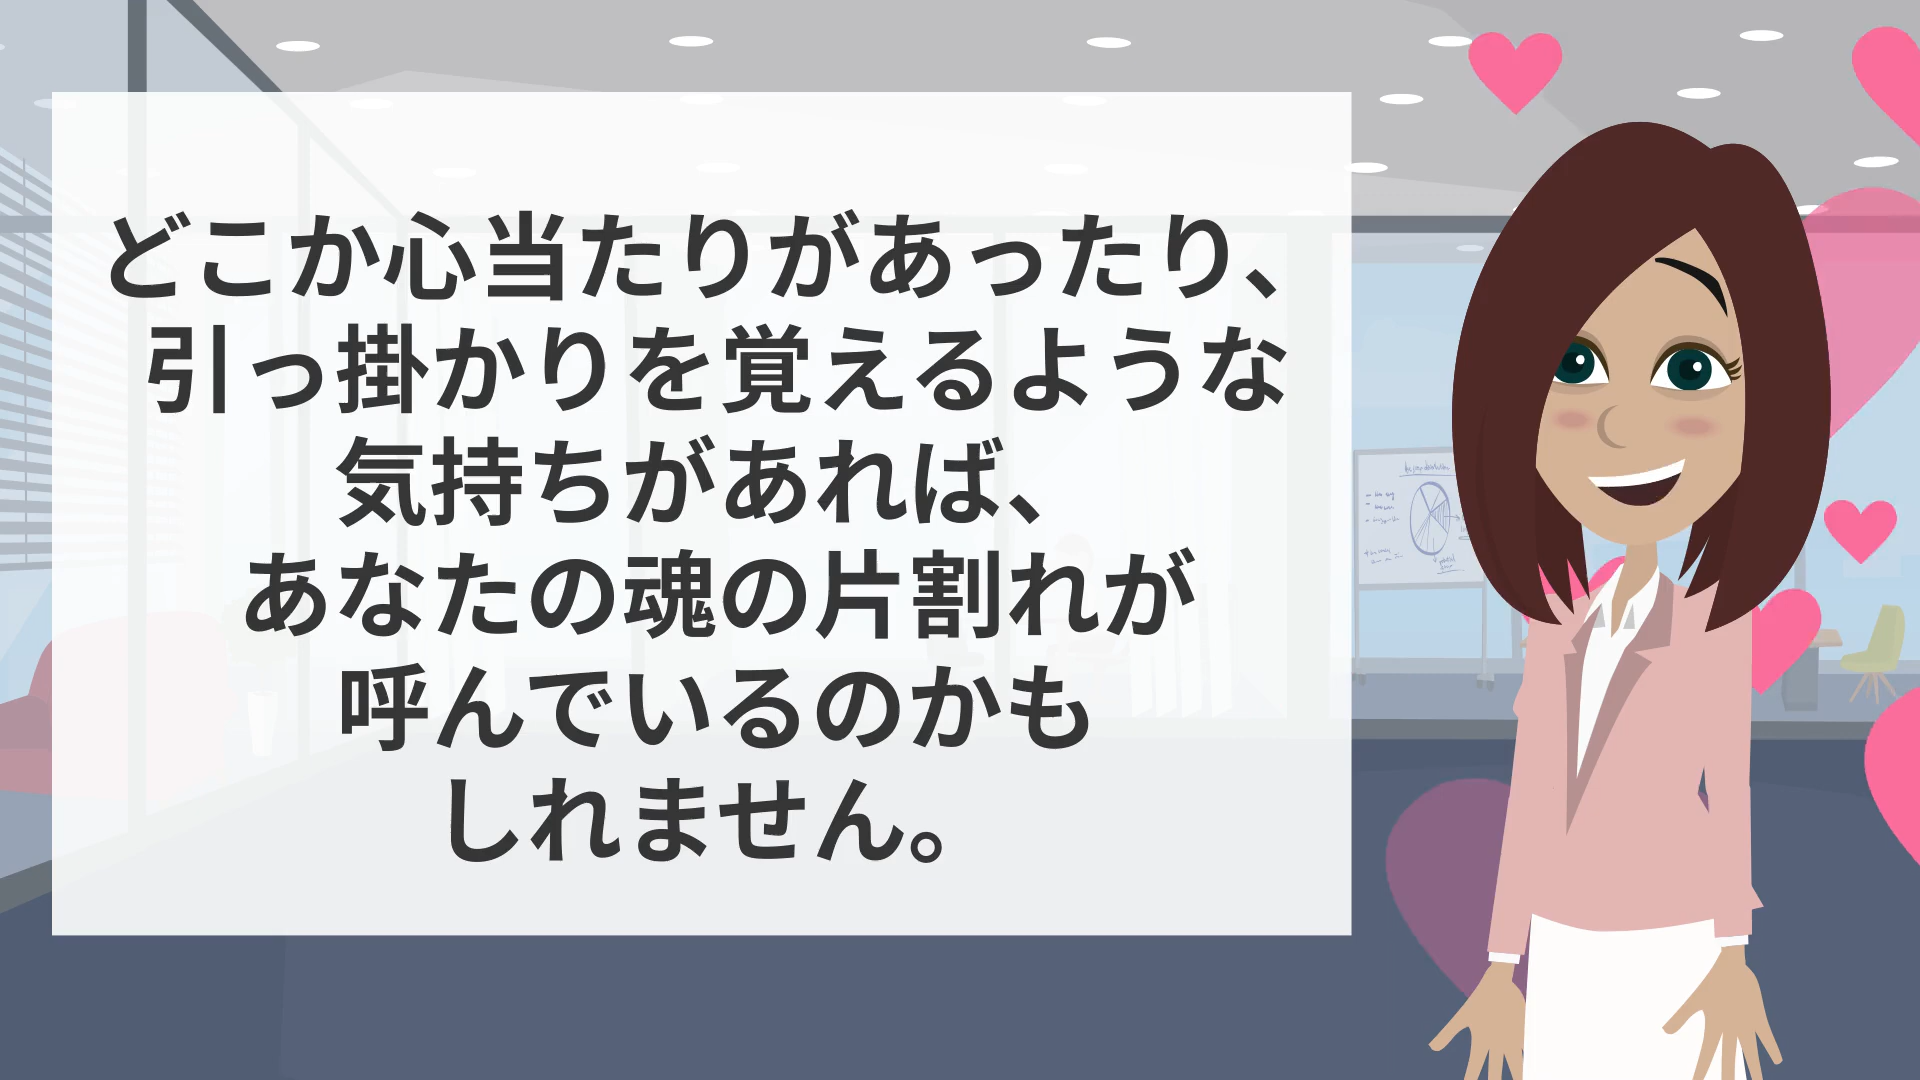 どこか心当たりがあったり、
引っ掛かりを覚えるような
気持ちがあれば、
あなたの魂の片割れが
呼んでいるのかも
しれません。